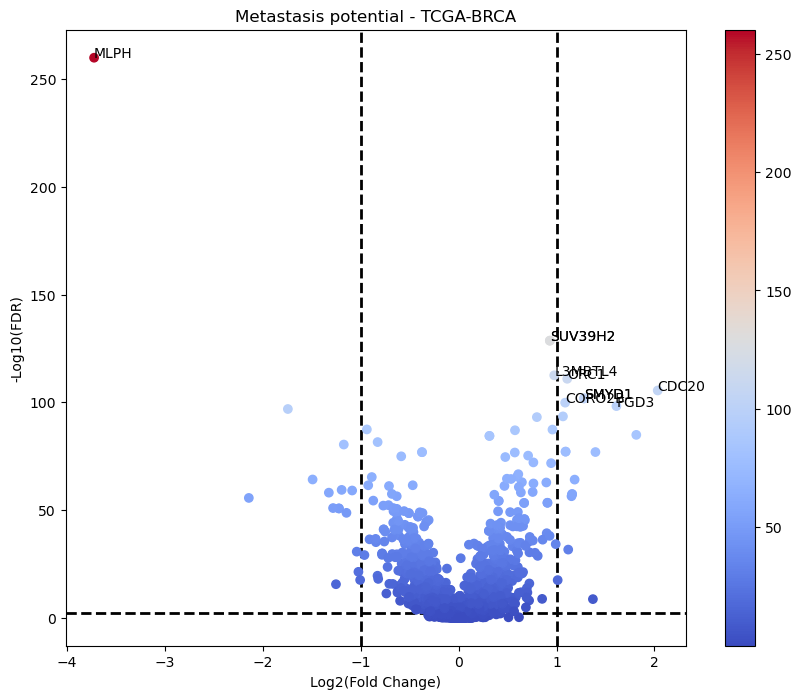 Metastasis potential - TCGA-BRCA
MLPH
SUV39H2
L3MBTL4
ORC1
CDC20
SMYD1
CORO2B
FGD3
-Log10(FDR)
250
200
150
100
50
0
−4
−3
−2
−1
0
1
2
Log2(Fold Change)
250
200
150
100
50